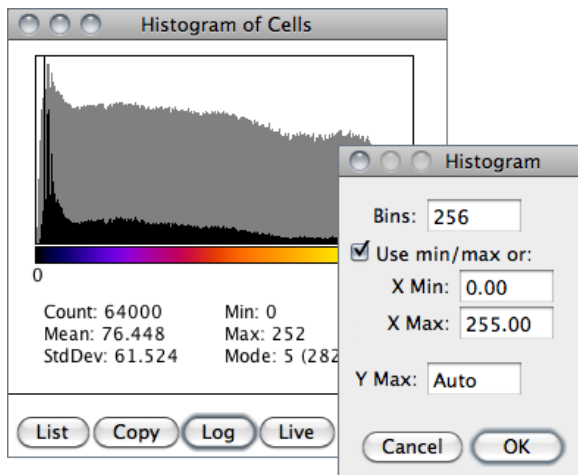 Histogram of Cells
0
Count: 64000 Min: 0
Mean: 76.448 Max: 252
StdDev: 61.524 Mode: 5 (282
List Copy Log Live
Histogram
Bins: 256
Use min/max or:
X Min: 0.00
X Max: 255.00
Y Max: Auto
Cancel OK